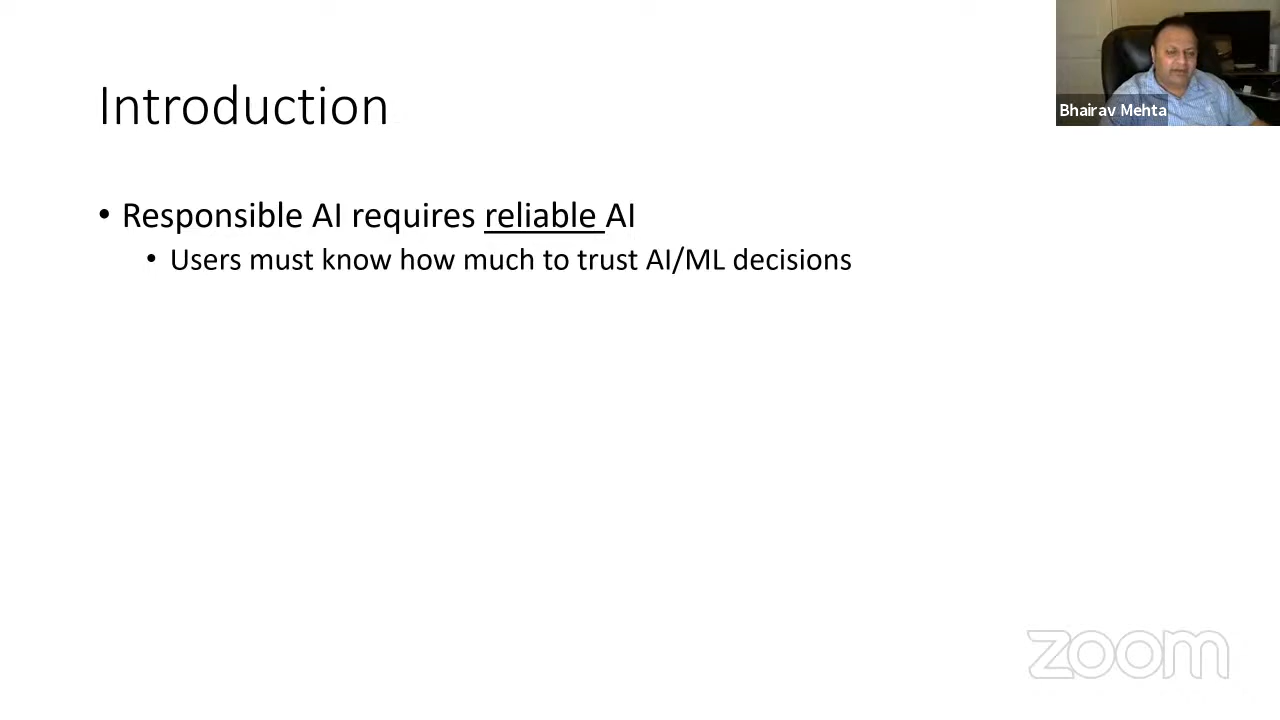 Introduction
Bhairav Mehta
• Responsible AI requires reliable AI
• Users must know how much to trust AI/ML decisions
zoom